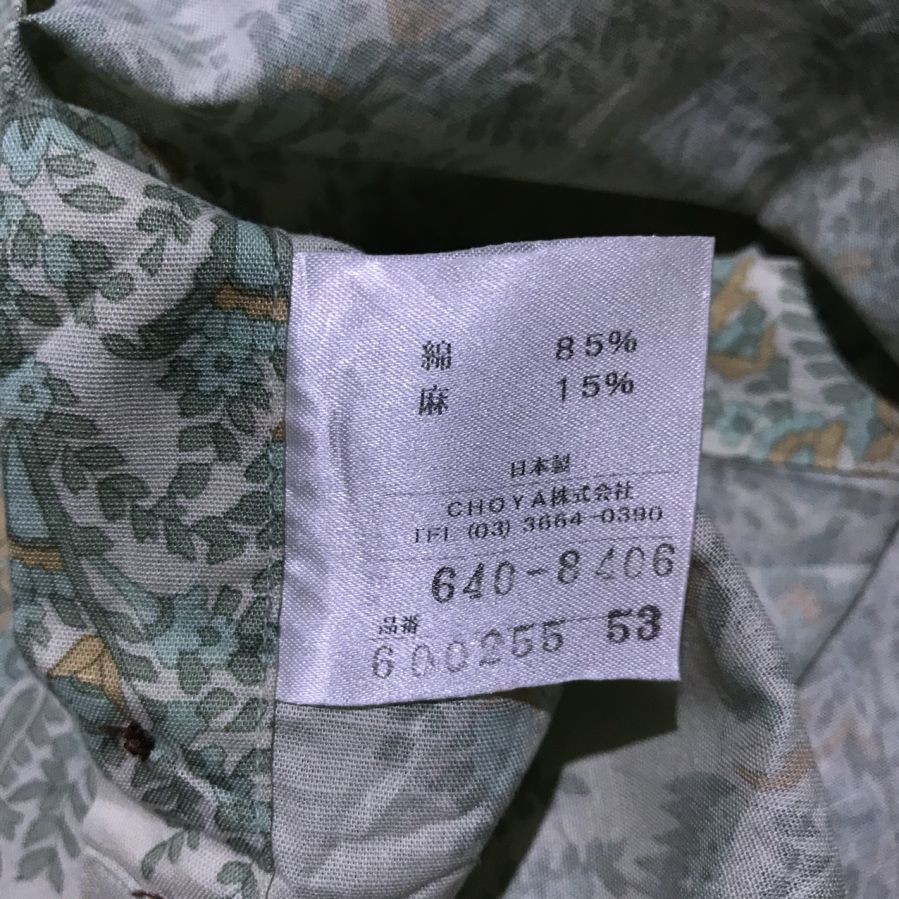 綿 85%
麻 15%
日本製
CHOYA株式会社
TEL (03) 3664-0390
640-8406
品番
600255 53